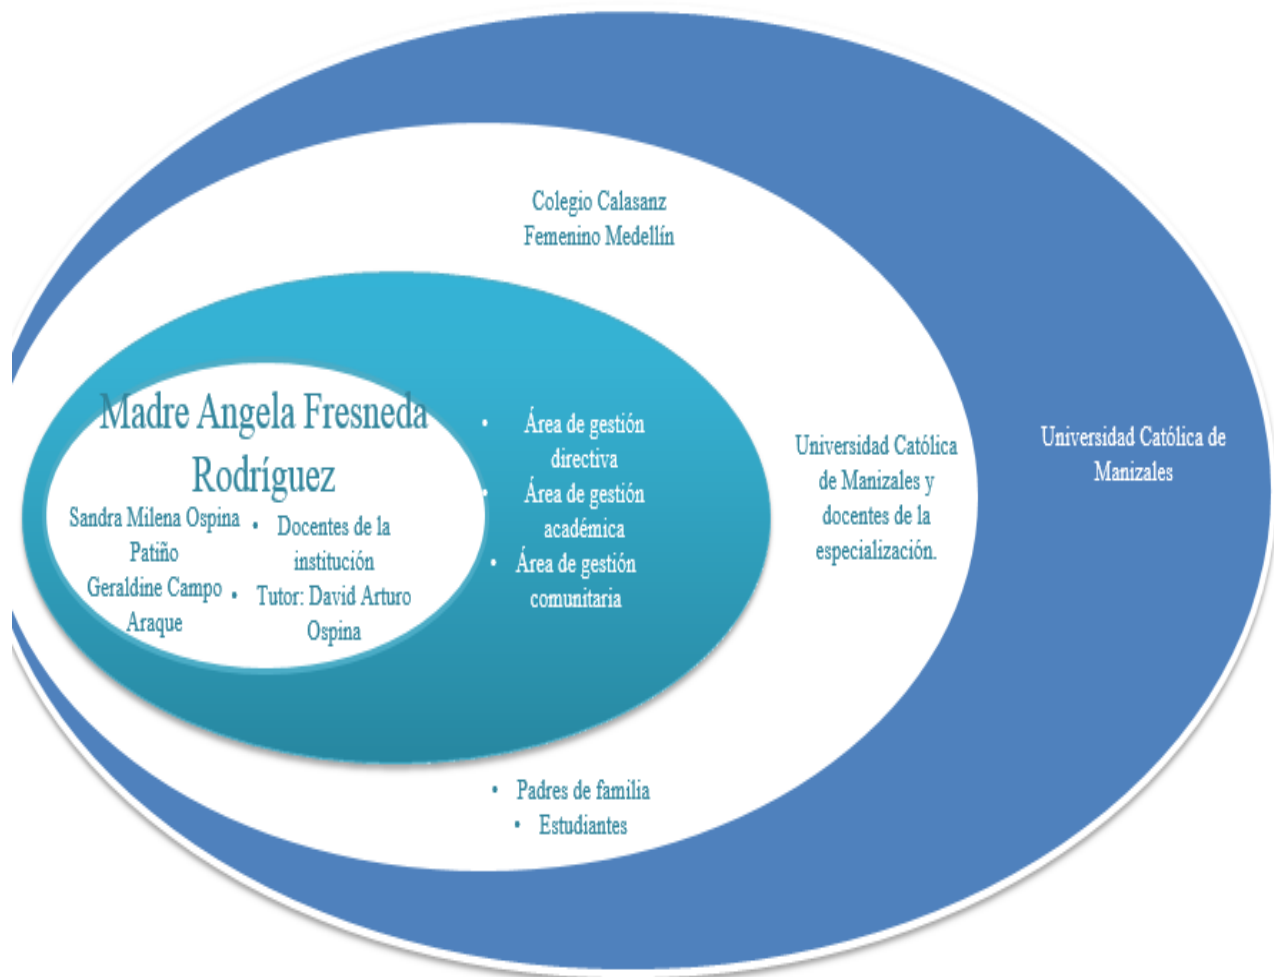 Colegio Calasanz
Femenino Medellín
Madre Angela Fresneda
Rodríguez
Sandra Milena Ospina
Patiño
Geraldine Campo
Araque
• Docentes de la
institución
• Tutor: David Arturo
Ospina
• Área de gestión
directiva
• Área de gestión
académica
• Área de gestión
comunitaria
Universidad Católica
de Manizales y
docentes de la
especialización.
Universidad Católica de
Manizales
• Padres de familia
• Estudiantes